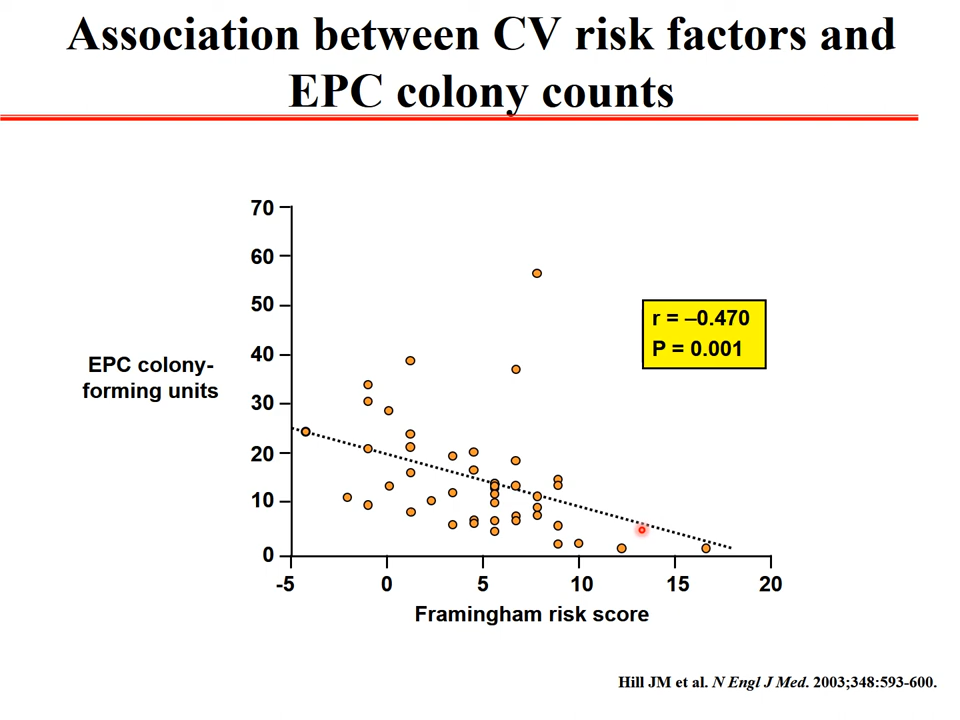 Association between CV risk factors and
EPC colony counts
70
60
50
40
30
20
10
0
EPC colony-
forming units
r = –0.470
P = 0.001
-5 0 5 10 15 20
Framingham risk score
Hill JM et al. N Engl J Med. 2003;348:593-600.